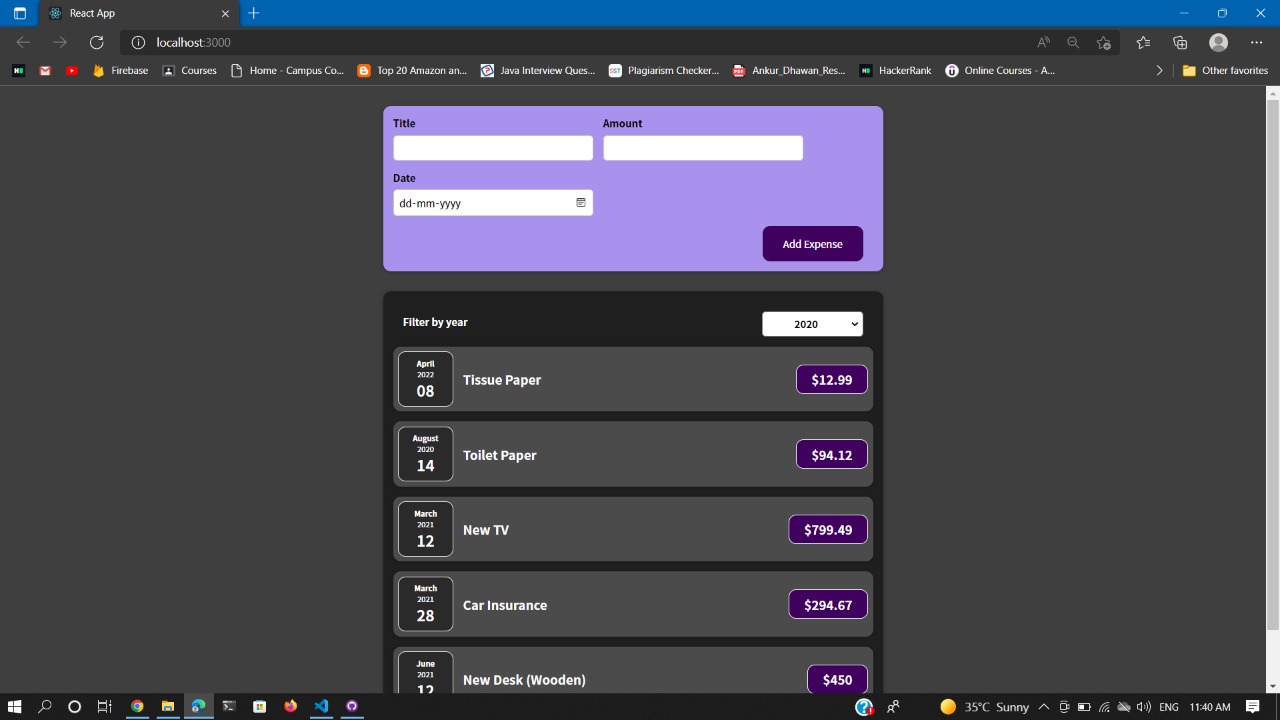 React App
localhost:3000
Firebase
Courses
Home - Campus Co...
Top 20 Amazon an...
Java Interview Ques...
SST
Plagiarism Checker...
Ankur_Dhawan_Res...
HackerRank
Online Courses - A...
Other favorites
Title
Amount
Date
dd-mm-yyyy
Add Expense
Filter by year
2020
April
2022
08
Tissue Paper
$12.99
August
2020
14
Toilet Paper
$94.12
March
2021
12
New TV
$799.49
March
2021
28
Car Insurance
$294.67
June
2021
12
New Desk (Wooden)
$450
35°C Sunny
ENG
11:40 AM